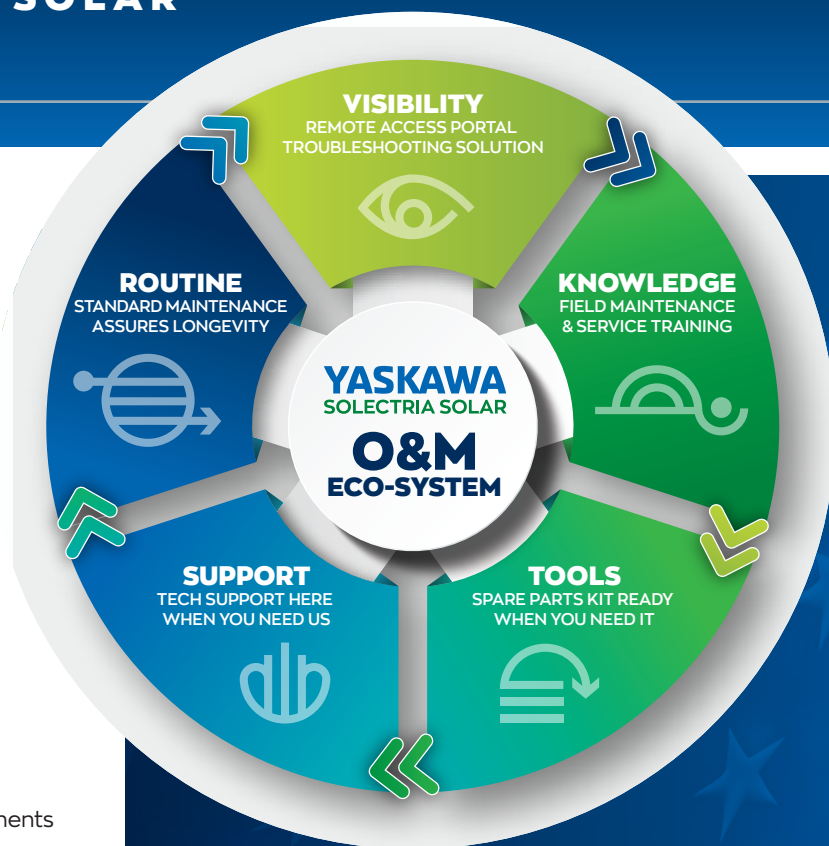 SOLAR
VISIBILITY
REMOTE ACCESS PORTAL
TROUBLESHOOTING SOLUTION
KNOWLEDGE
FIELD MAINTENANCE
& SERVICE TRAINING
TOOLS
SPARE PARTS KIT READY
WHEN YOU NEED IT
SUPPORT
TECH SUPPORT HERE
WHEN YOU NEED US
ROUTINE
STANDARD MAINTENANCE
ASSURES LONGEVITY
YASKAWA
SOLECTRIA SOLAR
O&M
ECO-SYSTEM